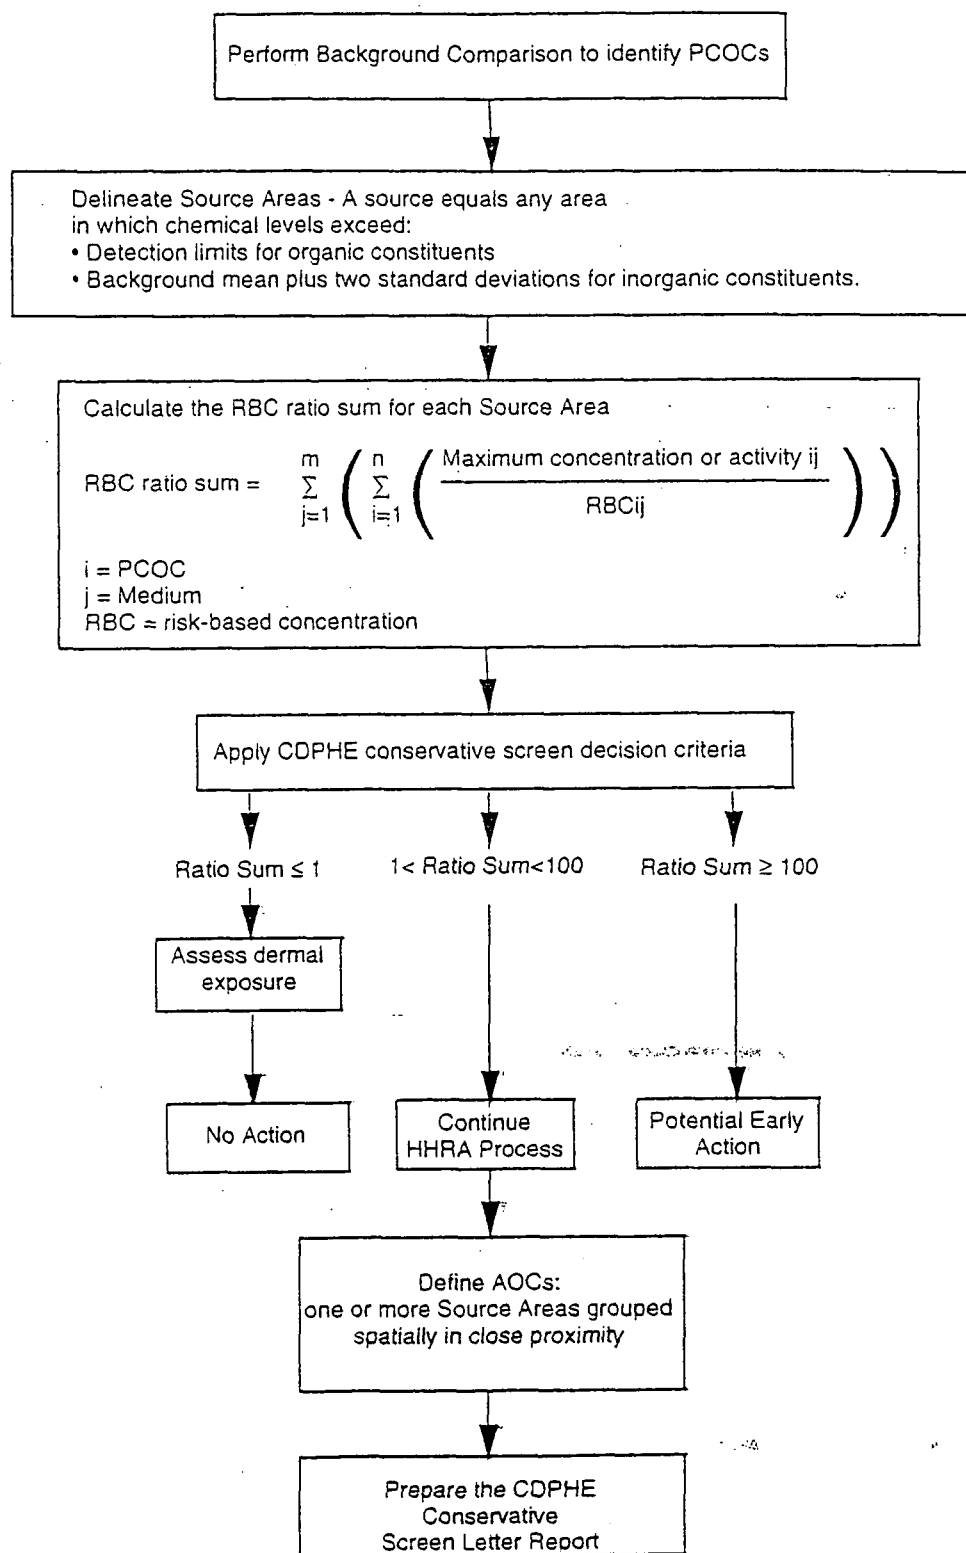 Perform Background Comparison to identify PCOCs
Delineate Source Areas - A source equals any area
in which chemical levels exceed:
• Detection limits for organic constituents
• Background mean plus two standard deviations for inorganic constituents.
Calculate the RBC ratio sum for each Source Area
RBC ratio sum = m ∑ j=1 ( n ∑ i=1 ( Maximum concentration or activity ij / RBCij ) )
i = PCOC
j = Medium
RBC = risk-based concentration
Apply CDPHE conservative screen decision criteria
Ratio Sum ≤ 1
1< Ratio Sum<100
Ratio Sum ≥ 100
Assess dermal
exposure
No Action
Continue
HHRA Process
Potential Early
Action
Define AOCs:
one or more Source Areas grouped
spatially in close proximity
Prepare the CDPHE
Conservative
Screen Letter Report